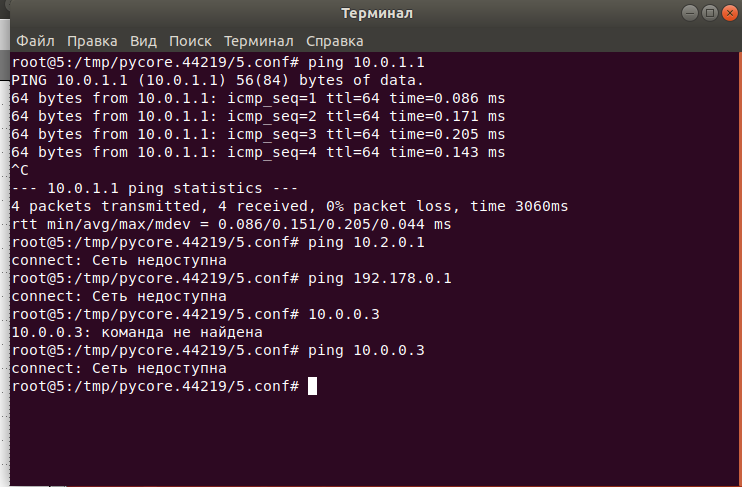 Терминал
Файл Правка Вид Поиск Терминал Справка
root@5:/tmp/pycore.44219/5.conf# ping 10.0.1.1
PING 10.0.1.1 (10.0.1.1) 56(84) bytes of data.
64 bytes from 10.0.1.1: icmp_seq=1 ttl=64 time=0.086 ms
64 bytes from 10.0.1.1: icmp_seq=2 ttl=64 time=0.171 ms
64 bytes from 10.0.1.1: icmp_seq=3 ttl=64 time=0.205 ms
64 bytes from 10.0.1.1: icmp_seq=4 ttl=64 time=0.143 ms
^C
--- 10.0.1.1 ping statistics ---
4 packets transmitted, 4 received, 0% packet loss, time 3060ms
rtt min/avg/max/mdev = 0.086/0.151/0.205/0.044 ms
root@5:/tmp/pycore.44219/5.conf# ping 10.2.0.1
connect: Сеть недоступна
root@5:/tmp/pycore.44219/5.conf# ping 192.178.0.1
connect: Сеть недоступна
root@5:/tmp/pycore.44219/5.conf# 10.0.0.3
10.0.0.3: команда не найдена
root@5:/tmp/pycore.44219/5.conf# ping 10.0.0.3
connect: Сеть недоступна
root@5:/tmp/pycore.44219/5.conf#